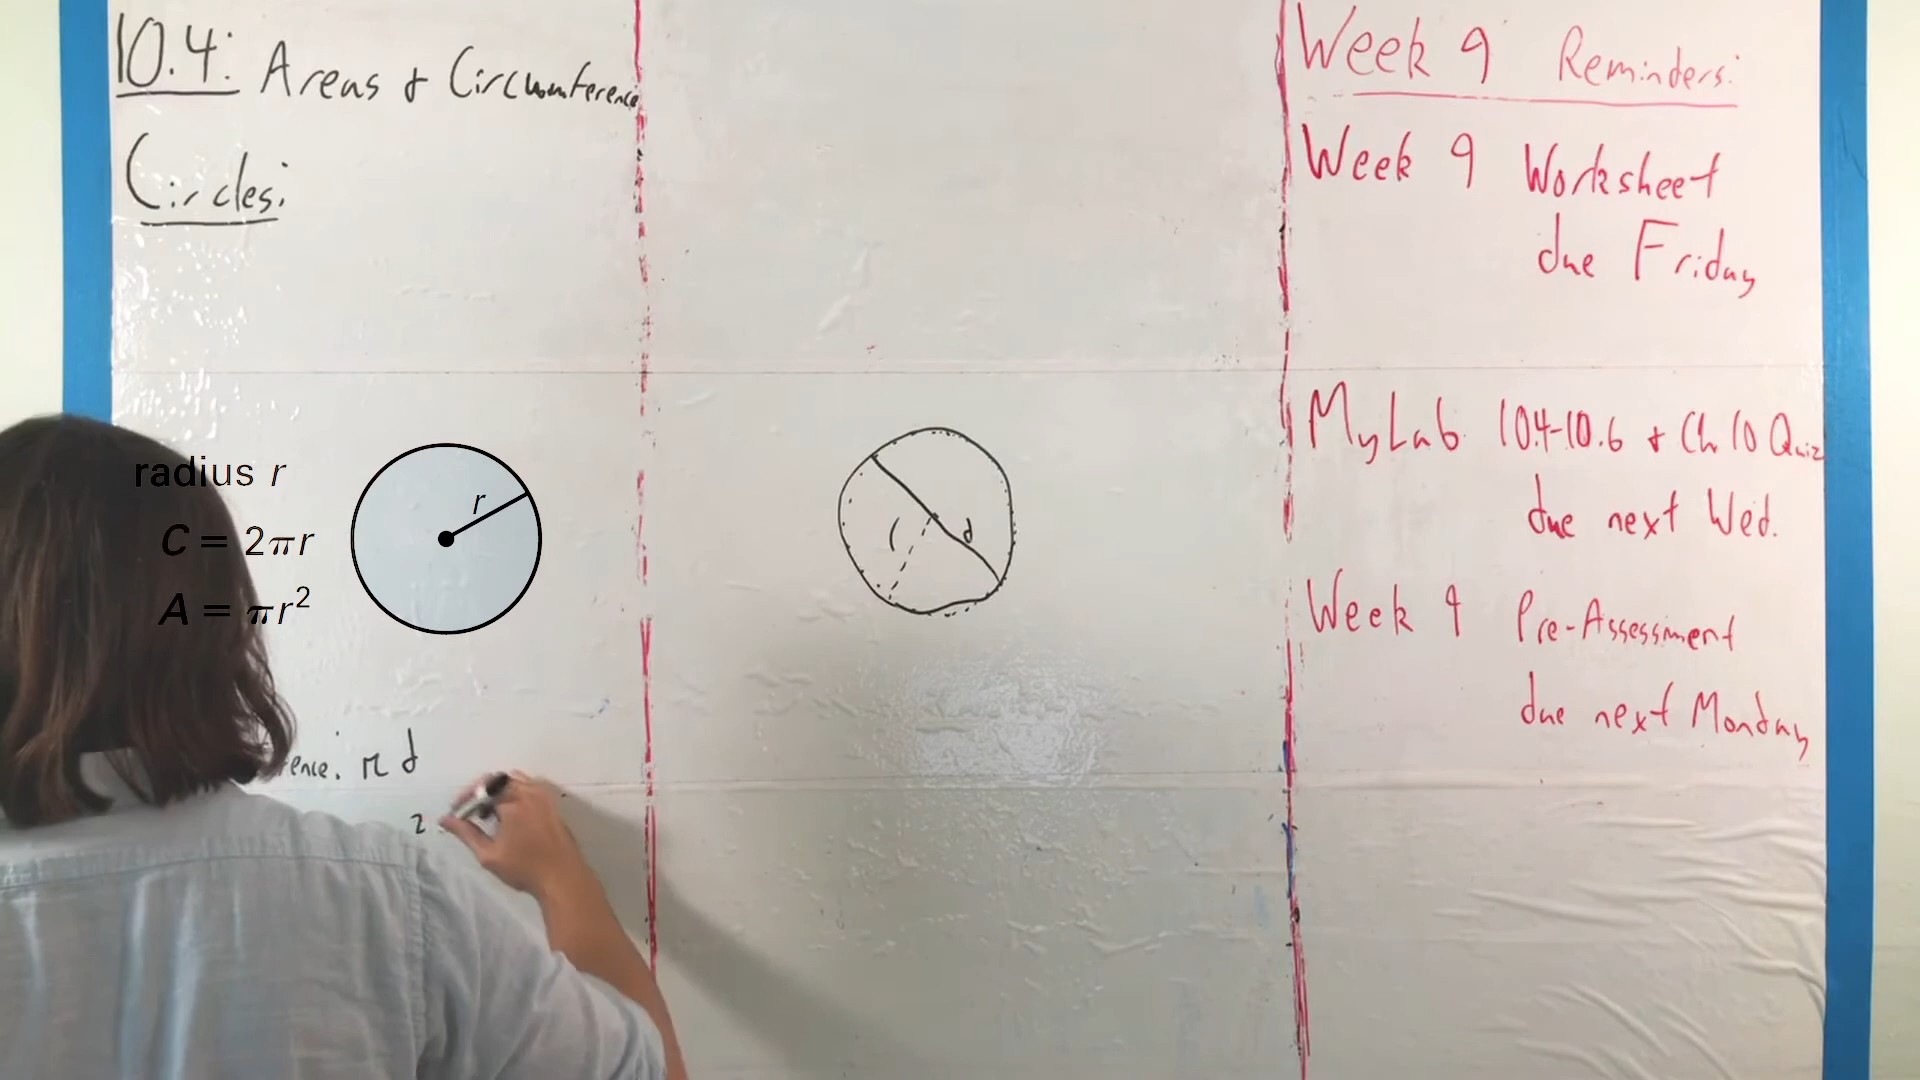 10.4: Areas & Circumference
Circles:
radius r
C = 2πr
A = πr²
r
ence: π d
2
r
d
Week 9 Reminders:
Week 9 Worksheet
due Friday
MyLab 10.4-10.6 & Ch 10 Quiz
due next Wed.
Week 9 Pre-Assessment
due next Monday